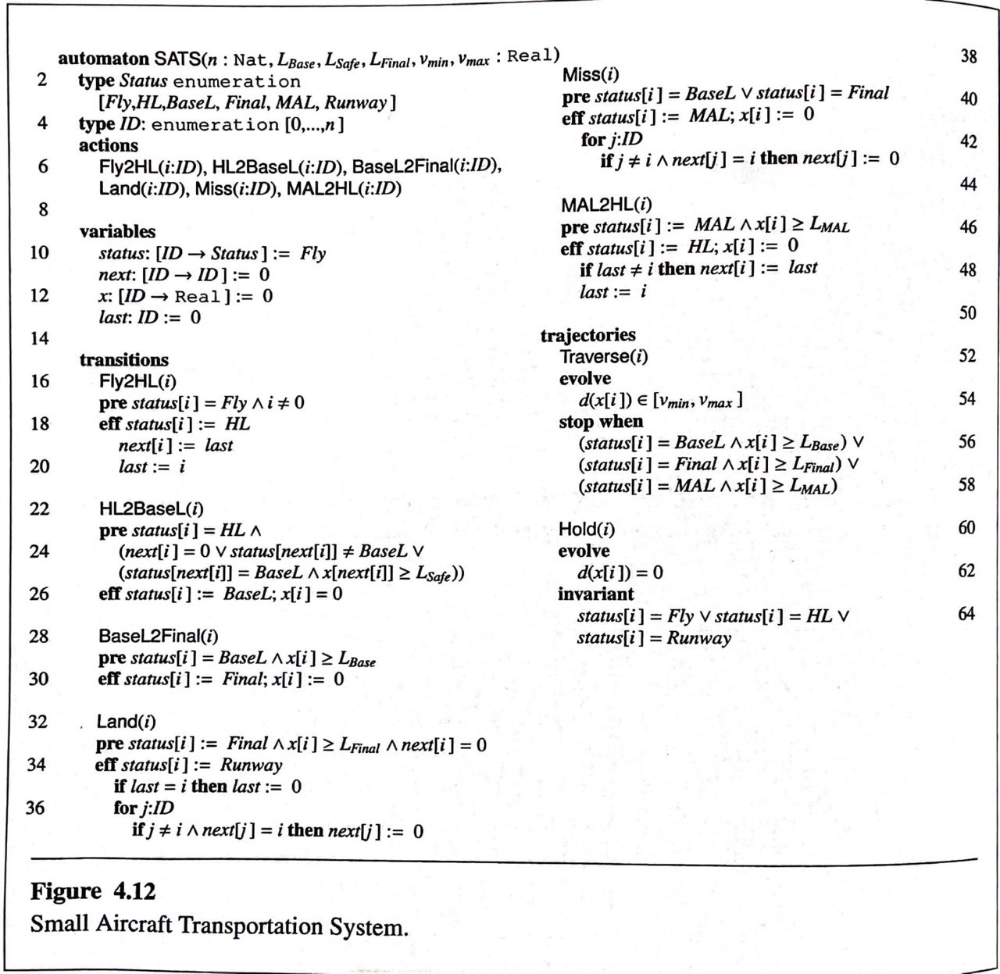 automaton SATS(n : Nat, L_Base, L_Safe, L_Final, v_min, v_max : Real)
2 type Status enumeration
[Fly,HL,BaseL, Final, MAL, Runway]
4 type ID: enumeration [0,...,n]
actions
6 Fly2HL(i:ID), HL2BaseL(i:ID), BaseL2Final(i:ID),
Land(i:ID), Miss(i:ID), MAL2HL(i:ID)
8
variables
10 status: [ID → Status] := Fly
next: [ID → ID] := 0
12 x: [ID → Real] := 0
last: ID := 0
14
transitions
16 Fly2HL(i)
pre status[i] = Fly ∧ i ≠ 0
18 eff status[i] := HL
next[i] := last
20 last := i
22 HL2BaseL(i)
pre status[i] = HL ∧
24 (next[i] = 0 ∨ status[next[i]] ≠ BaseL ∨
(status[next[i]] = BaseL ∧ x[next[i]] ≥ L_Safe))
26 eff status[i] := BaseL; x[i] = 0
28 BaseL2Final(i)
pre status[i] = BaseL ∧ x[i] ≥ L_Base
30 eff status[i] := Final; x[i] := 0
32 Land(i)
pre status[i] := Final ∧ x[i] ≥ L_Final ∧ next[i] = 0
34 eff status[i] := Runway
if last = i then last := 0
36 for j:ID
if j ≠ i ∧ next[j] = i then next[j] := 0
38
Miss(i)
pre status[i] = BaseL ∨ status[i] = Final 40
eff status[i] := MAL; x[i] := 0
for j:ID 42
if j ≠ i ∧ next[j] = i then next[j] := 0
44
MAL2HL(i)
pre status[i] := MAL ∧ x[i] ≥ L_MAL 46
eff status[i] := HL; x[i] := 0
if last ≠ i then next[i] := last 48
last := i
50
trajectories
Traverse(i) 52
evolve
d(x[i]) ∈ [v_min, v_max] 54
stop when
(status[i] = BaseL ∧ x[i] ≥ L_Base) ∨ 56
(status[i] = Final ∧ x[i] ≥ L_Final) ∨
(status[i] = MAL ∧ x[i] ≥ L_MAL) 58
Hold(i) 60
evolve
d(x[i]) = 0 62
invariant
status[i] = Fly ∨ status[i] = HL ∨ 64
status[i] = Runway
Figure 4.12
Small Aircraft Transportation System.